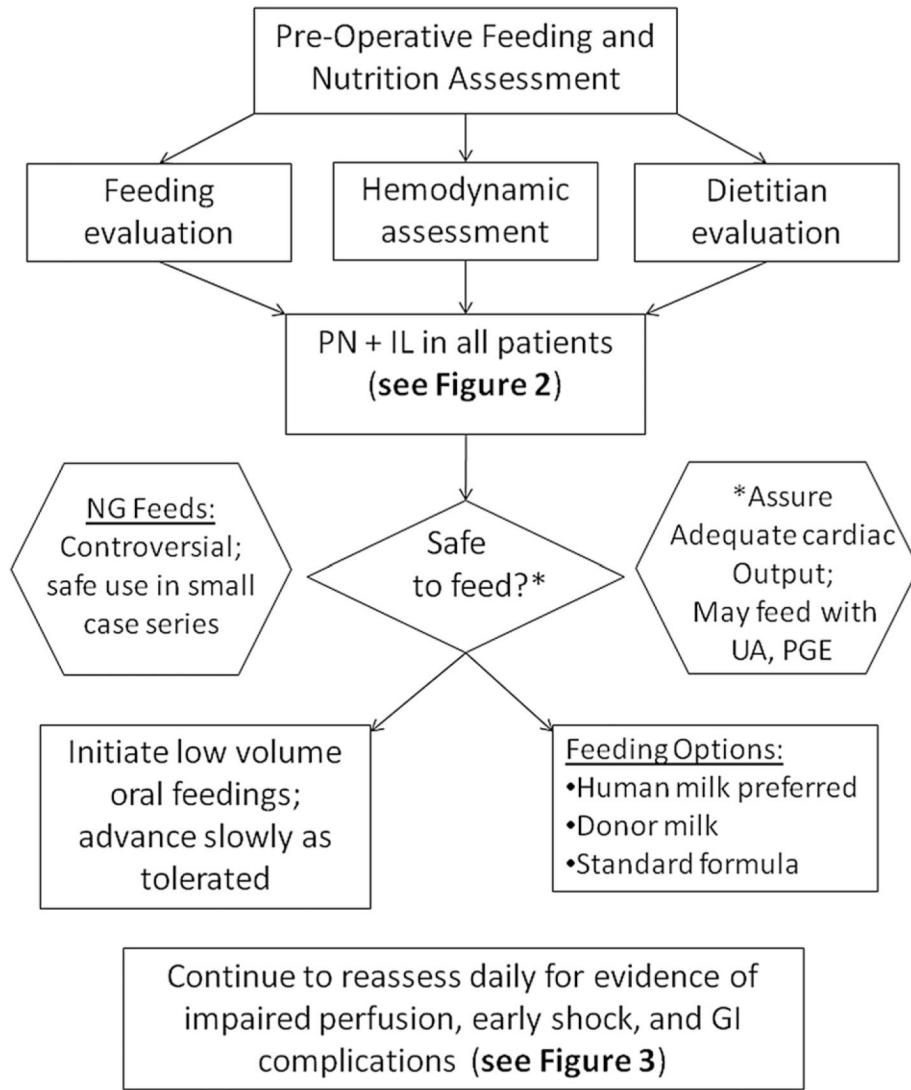 Pre-Operative Feeding and
Nutrition Assessment
Feeding
evaluation
Hemodynamic
assessment
Dietitian
evaluation
PN + IL in all patients
(see Figure 2)
NG Feeds:
Controversial;
safe use in small
case series
Safe
to feed?*
*Assure
Adequate cardiac
Output;
May feed with
UA, PGE
Initiate low volume
oral feedings;
advance slowly as
tolerated
Feeding Options:
•Human milk preferred
•Donor milk
•Standard formula
Continue to reassess daily for evidence of
impaired perfusion, early shock, and GI
complications (see Figure 3)